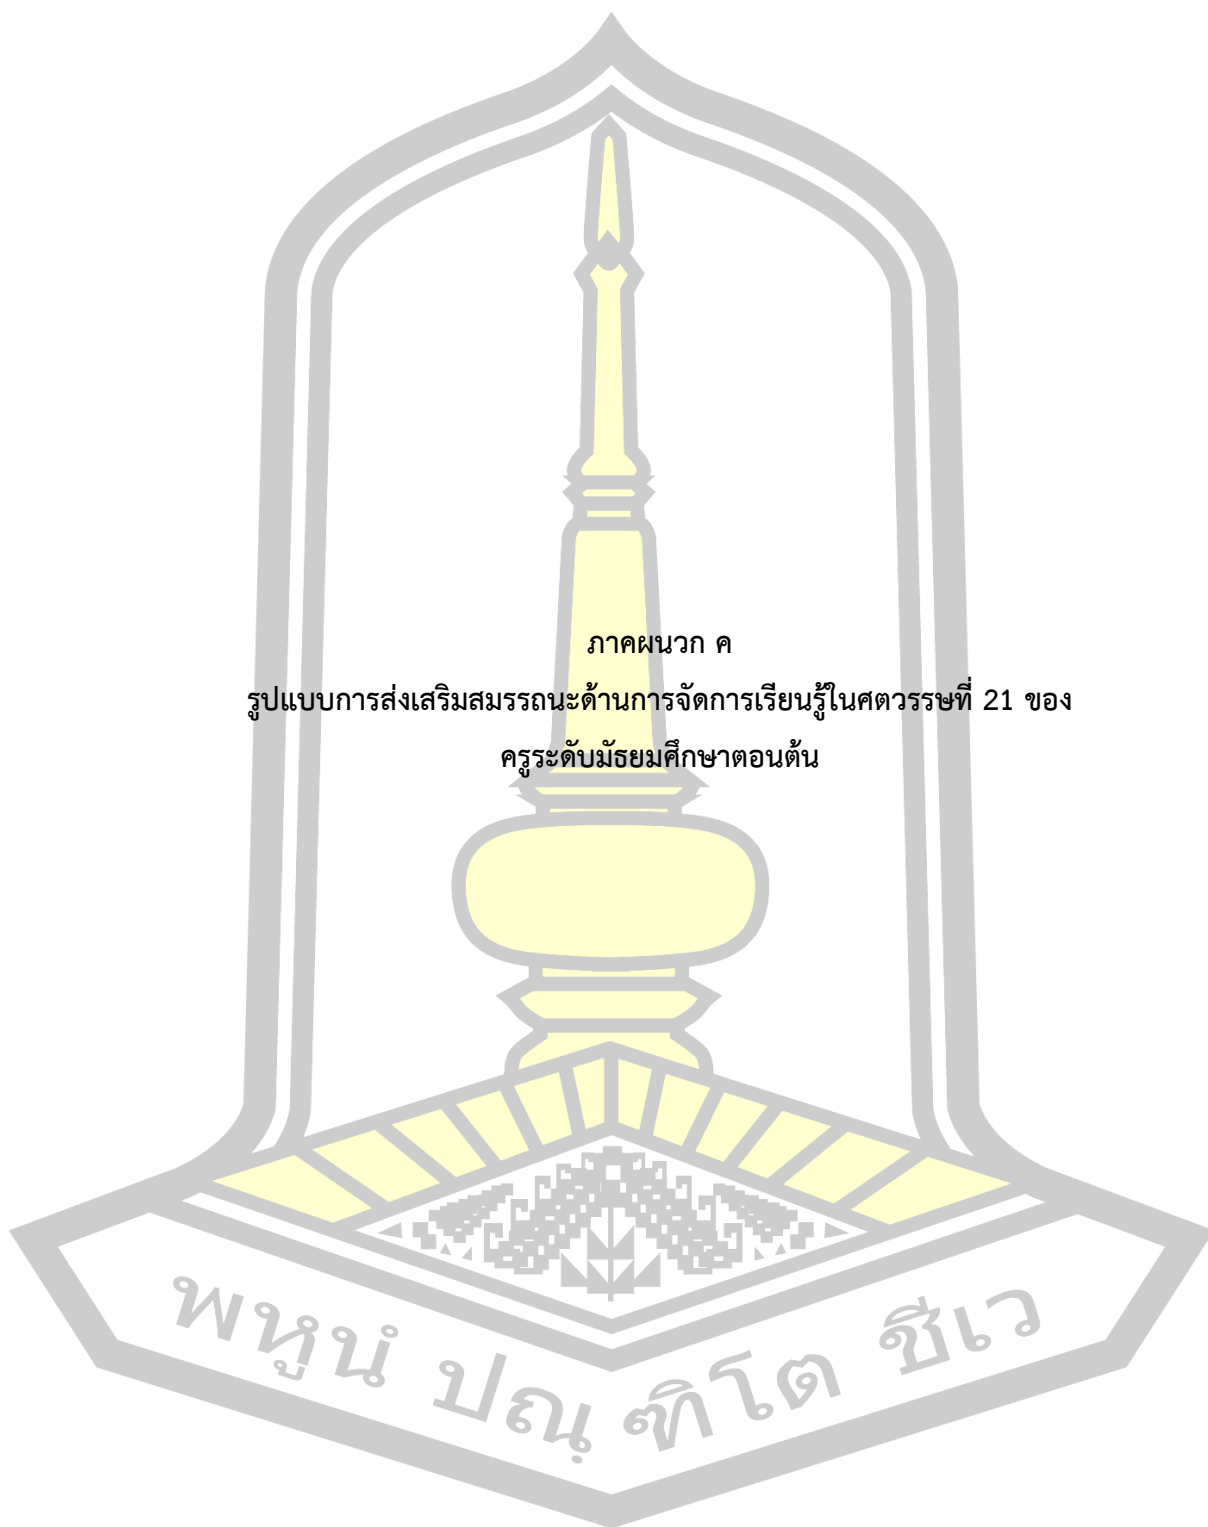 ภาคผนวก ค
รูปแบบการส่งเสริมสมรรถนะด้านการจัดการเรียนรู้ในศตวรรษที่ 21 ของ
ครูระดับมัธยมศึกษาตอนต้น
พหูนํ ปณฺฑิโต ชีเว